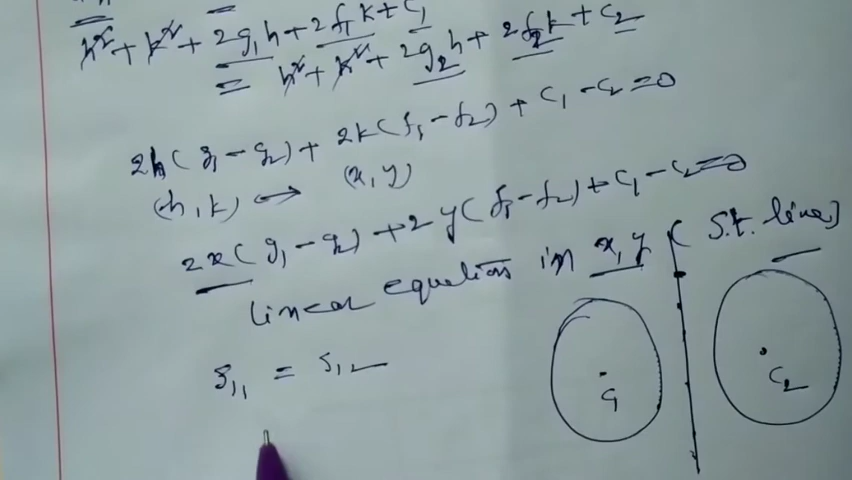 h² + k² + 2g₁h + 2f₁k + c₁
= h² + k² + 2g₂h + 2f₂k + c₂
2h(g₁ - g₂) + 2k(f₁ - f₂) + c₁ - c₂ = 0
(h, k) ↔ (x, y)
2x(g₁ - g₂) + 2y(f₁ - f₂) + c₁ - c₂ = 0
linear equation in x, y (S.t. line)
S₁₁ = S₁₂
C₁
C₂